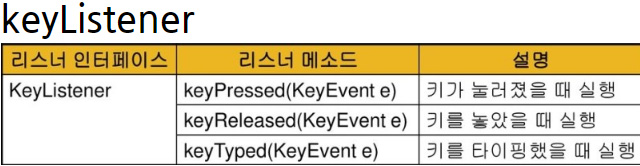 keyListener
리스너 인터페이스 리스너 메소드 설명
KeyListener keyPressed(KeyEvent e) 키가 눌러졌을 때 실행
keyReleased(KeyEvent e) 키를 놓았을 때 실행
keyTyped(KeyEvent e) 키를 타이핑했을 때 실행